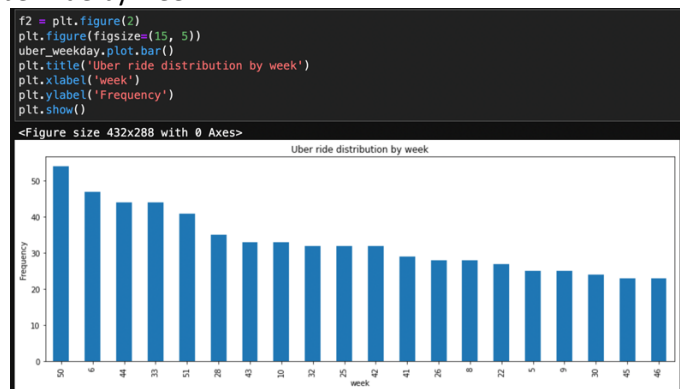 f2 = plt.figure(2)
plt.figure(figsize=(15, 5))
uber_weekday.plot.bar()
plt.title('Uber ride distribution by week')
plt.xlabel('week')
plt.ylabel('Frequency')
plt.show()
<Figure size 432x288 with 0 Axes>
Uber ride distribution by week
Frequency
50
40
30
20
10
0
50 6 44 33 51 28 43 10 32 25 42 41 26 8 22 5 9 30 45 46
week